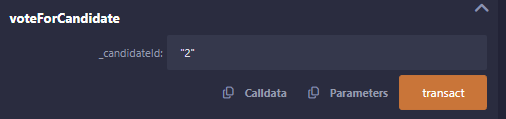 voteForCandidate
_candidateId: "2"
Calldata Parameters transact